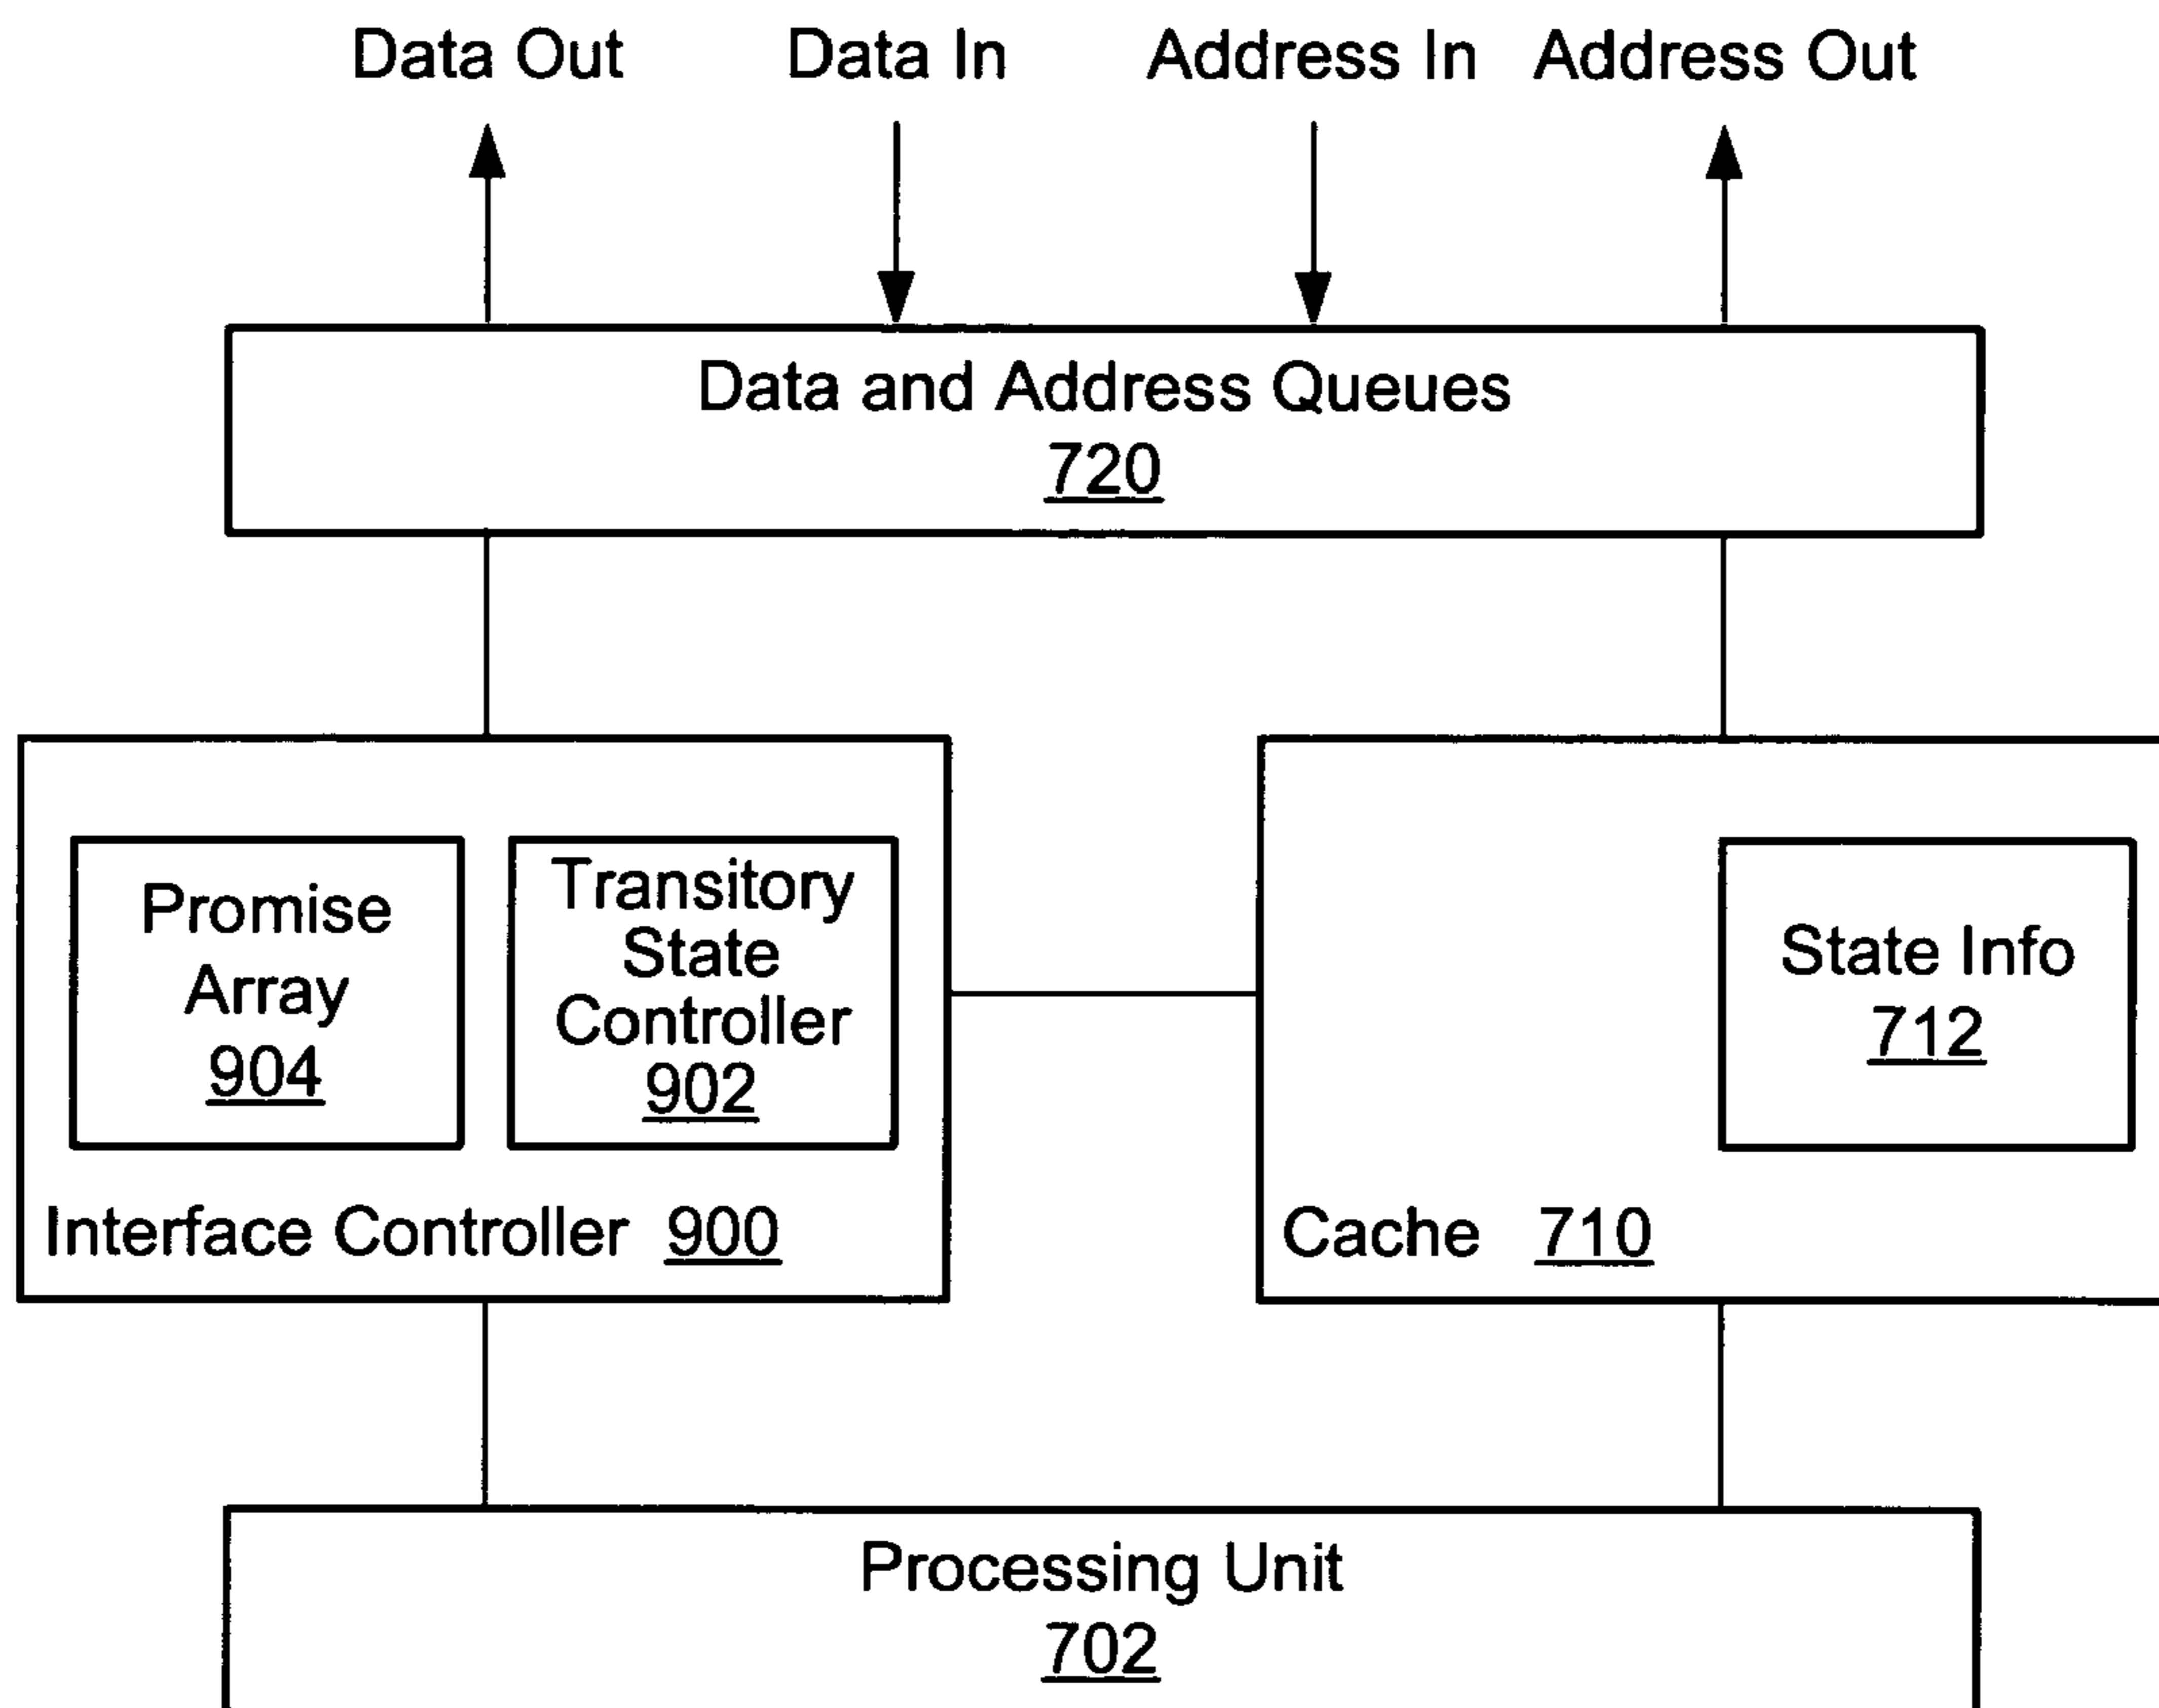 Data Out
Data In
Address In
Address Out
Data and Address Queues
720
Promise
Array
904
Transitory
State
Controller
902
State Info
712
Interface Controller 900
Cache 710
Processing Unit
702